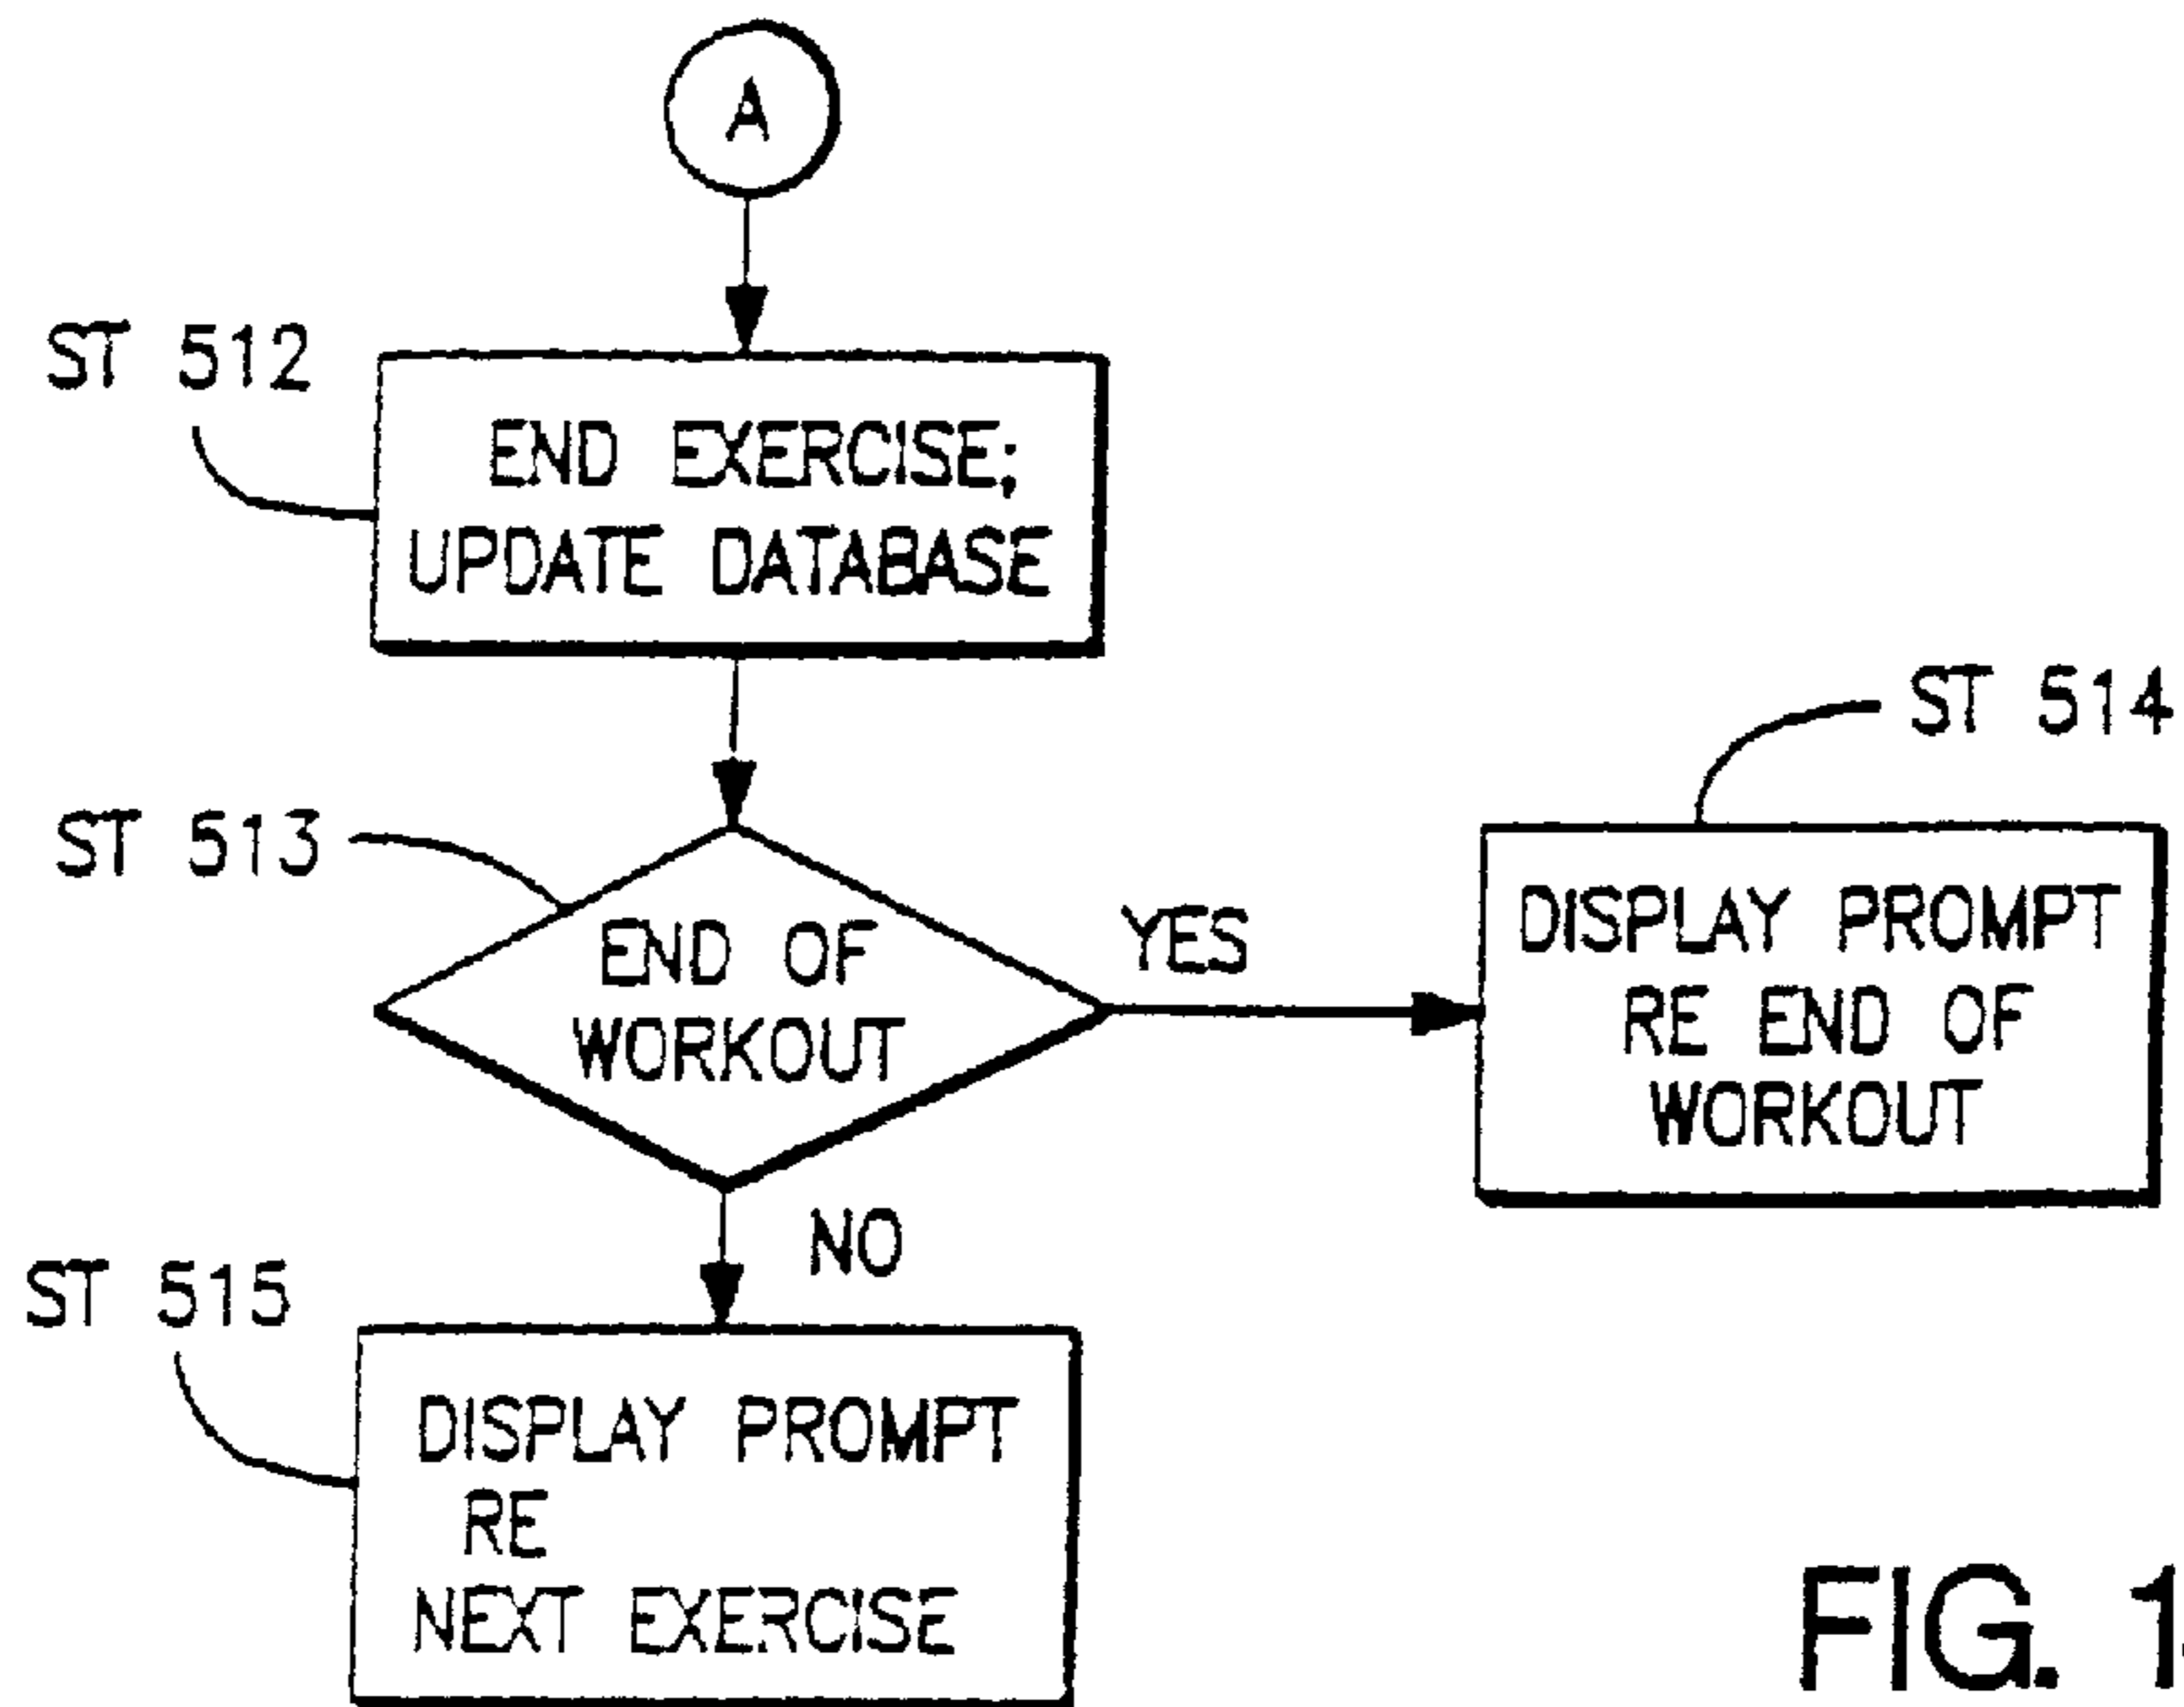 A
ST 512
END EXERCISE;
UPDATE DATABASE
ST 514
ST 513
END OF
WORKOUT
YES
DISPLAY PROMPT
RE END OF
WORKOUT
NO
ST 515
DISPLAY PROMPT
RE
NEXT EXERCISE
FIG.